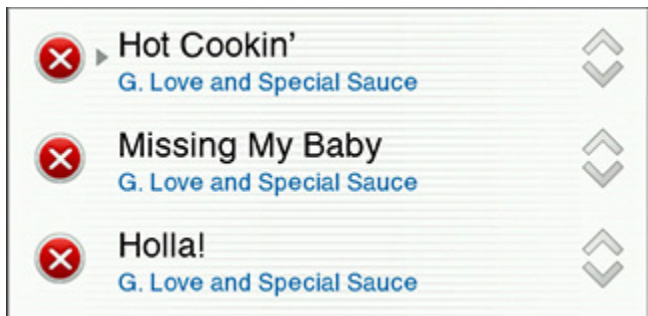 Hot Cookin’
G. Love and Special Sauce
Missing My Baby
G. Love and Special Sauce
Holla!
G. Love and Special Sauce